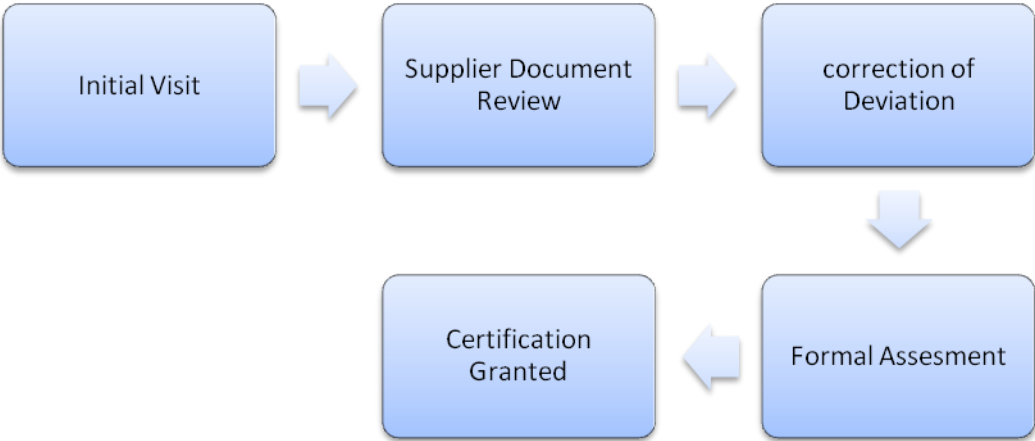 Initial Visit
Supplier Document
Review
correction of
Deviation
Formal Assesment
Certification
Granted